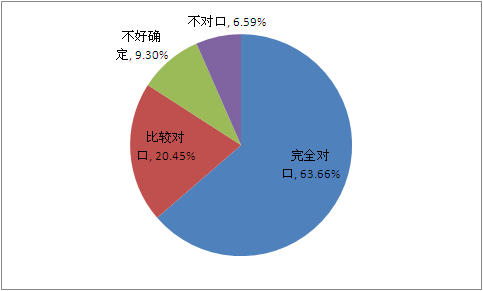 不对口, 6.59%
不好确
定, 9.30%
比较对
口, 20.45%
完全对
口, 63.66%